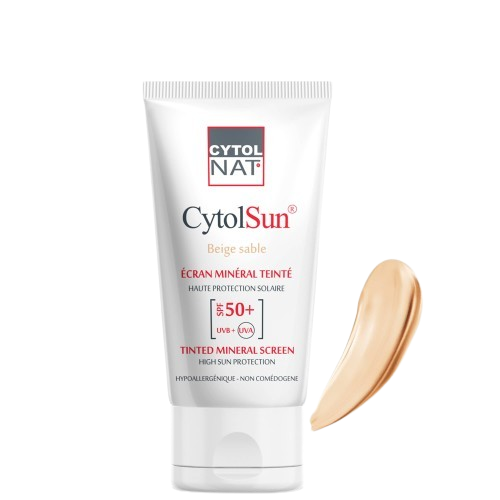 CYTOL
NAT
CytolSun®
Beige sable
ÉCRAN MINÉRAL TEINTÉ
HAUTE PROTECTION SOLAIRE
SPF 50+
UVB + UVA
TINTED MINERAL SCREEN
HIGH SUN PROTECTION
HYPOALLERGÉNIQUE - NON COMÉDOGENE